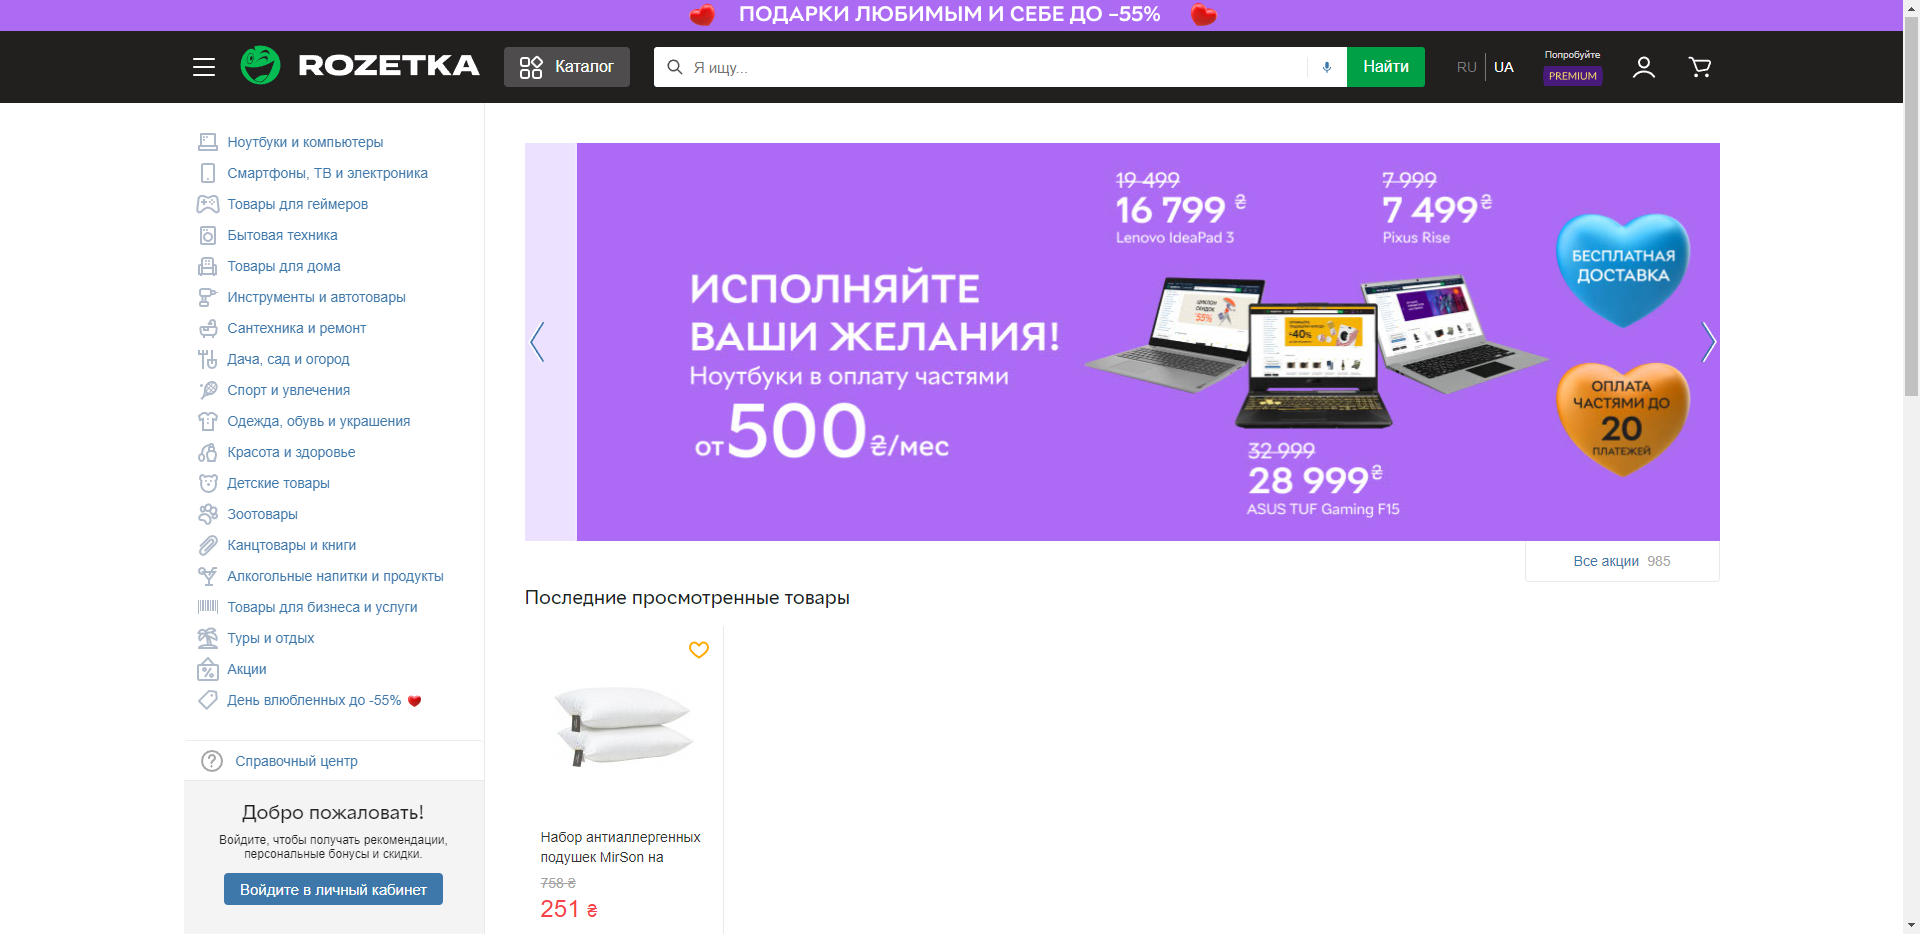 ПОДАРКИ ЛЮБИМЫМ И СЕБЕ ДО –55%
ROZETKA
Каталог
Я ищу...
Найти
RU
UA
Попробуйте
PREMIUM
Ноутбуки и компьютеры
Смартфоны, ТВ и электроника
Товары для геймеров
Бытовая техника
Товары для дома
Инструменты и автотовары
Сантехника и ремонт
Дача, сад и огород
Спорт и увлечения
Одежда, обувь и украшения
Красота и здоровье
Детские товары
Зоотовары
Канцтовары и книги
Алкогольные напитки и продукты
Товары для бизнеса и услуги
Туры и отдых
Акции
День влюбленных до -55%
Справочный центр
Добро пожаловать!
Войдите, чтобы получать рекомендации,
персональные бонусы и скидки.
Войдите в личный кабинет
ИСПОЛНЯЙТЕ
ВАШИ ЖЕЛАНИЯ!
Ноутбуки в оплату частями
от 500 ₴/мес
19 499
16 799 ₴
Lenovo IdeaPad 3
7 999
7 499 ₴
Pixus Rise
ЦИКЛОН
СКИДОК
55%
-40%
32 999
28 999 ₴
ASUS TUF Gaming F15
БЕСПЛАТНАЯ
ДОСТАВКА
ОПЛАТА
ЧАСТЯМИ ДО
20
ПЛАТЕЖЕЙ
Все акции 985
Последние просмотренные товары
Набор антиаллергенных
подушек MirSon на
758 ₴
251 ₴